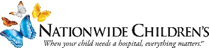 NATIONWIDE CHILDREN'S
When your child needs a hospital, everything matters.™